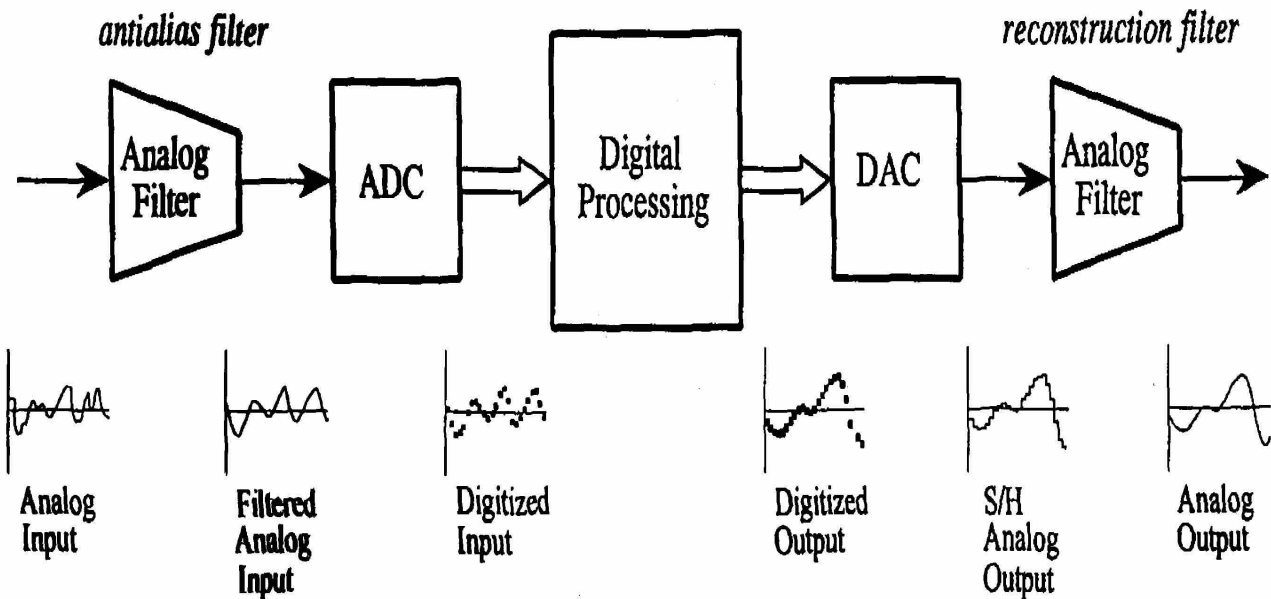 antialias filter
reconstruction filter
Analog
Filter
ADC
Digital
Processing
DAC
Analog
Filter
Analog
Input
Filtered
Analog
Input
Digitized
Input
Digitized
Output
S/H
Analog
Output
Analog
Output